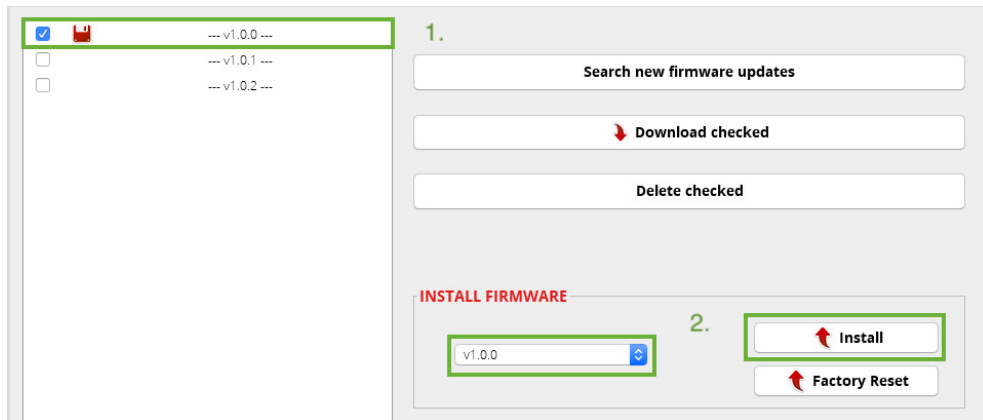 --- v1.0.0 ---
--- v1.0.1 ---
--- v1.0.2 ---
1.
Search new firmware updates
Download checked
Delete checked
INSTALL FIRMWARE
v1.0.0
2.
Install
Factory Reset